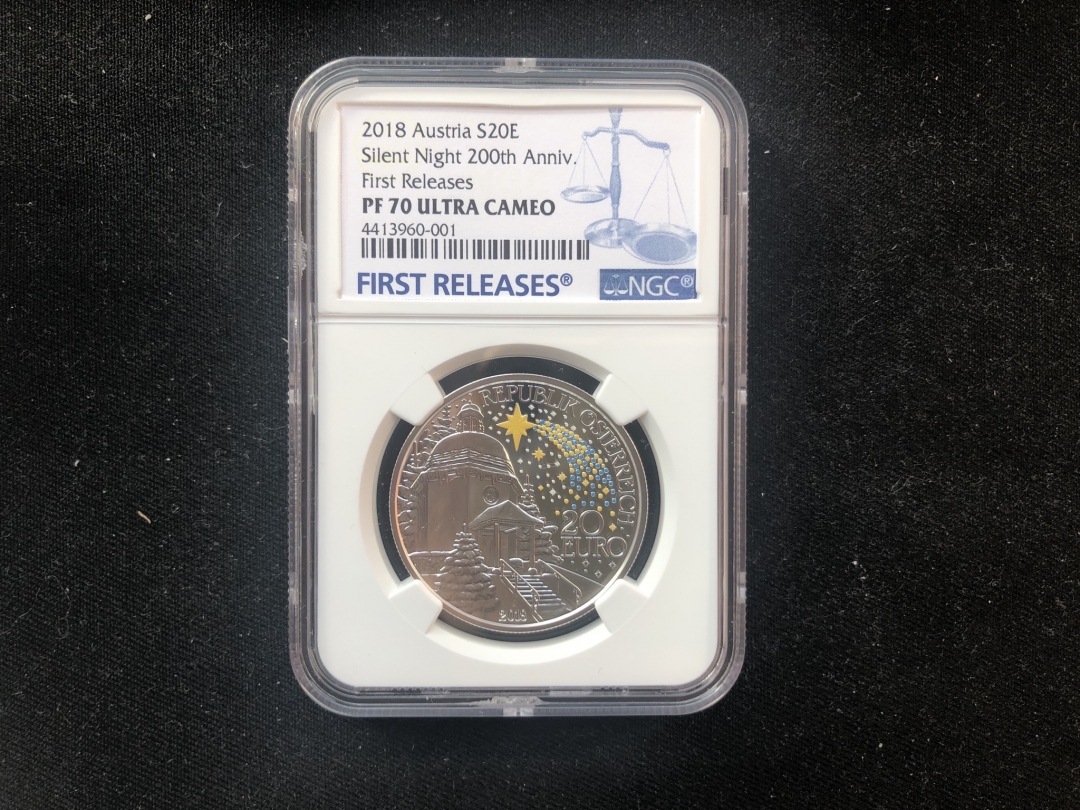 2018 Austria S20E
Silent Night 200th Anniv.
First Releases
PF 70 ULTRA CAMEO
4413960-001
FIRST RELEASES®
NGC®
REPUBLIK ÖSTERREICH
20
EURO
2018